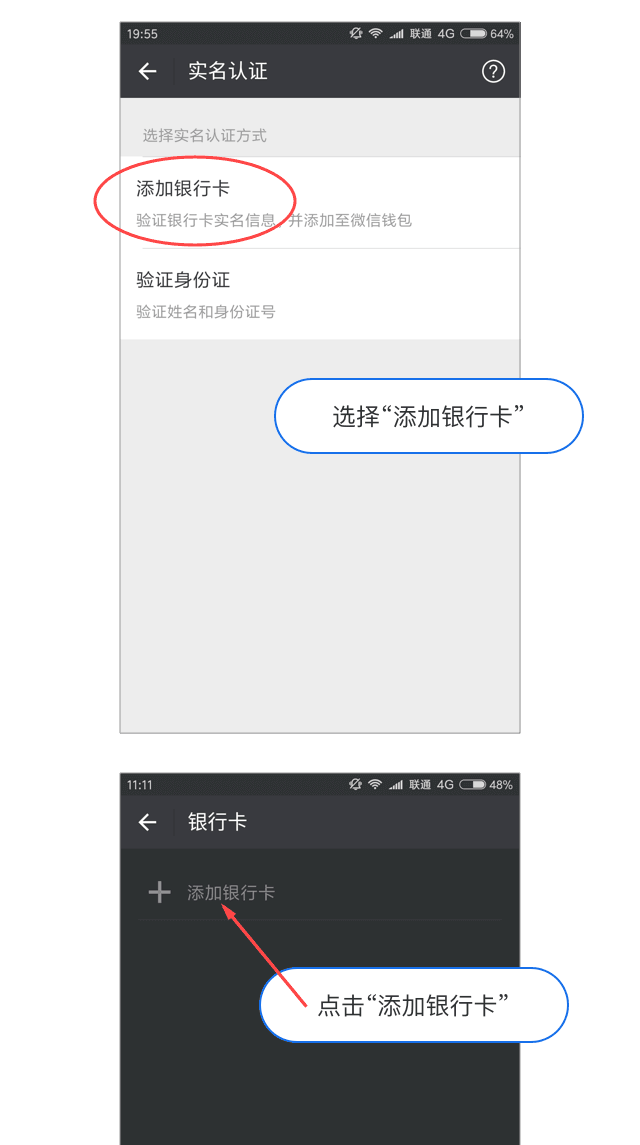 19:55 联通 4G 64%
实名认证 ?
选择实名认证方式
添加银行卡
验证银行卡实名信息，并添加至微信钱包
验证身份证
验证姓名和身份证号
选择“添加银行卡”
11:11 联通 4G 48%
银行卡
添加银行卡
点击“添加银行卡”